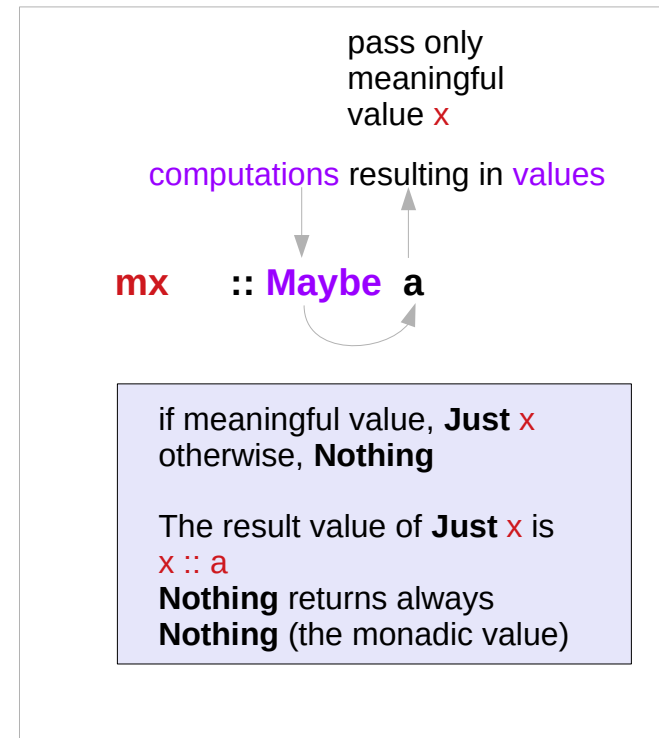 pass only
meaningful
value x
computations resulting in values
mx :: Maybe a
if meaningful value, Just x
otherwise, Nothing
The result value of Just x is
x :: a
Nothing returns always
Nothing (the monadic value)